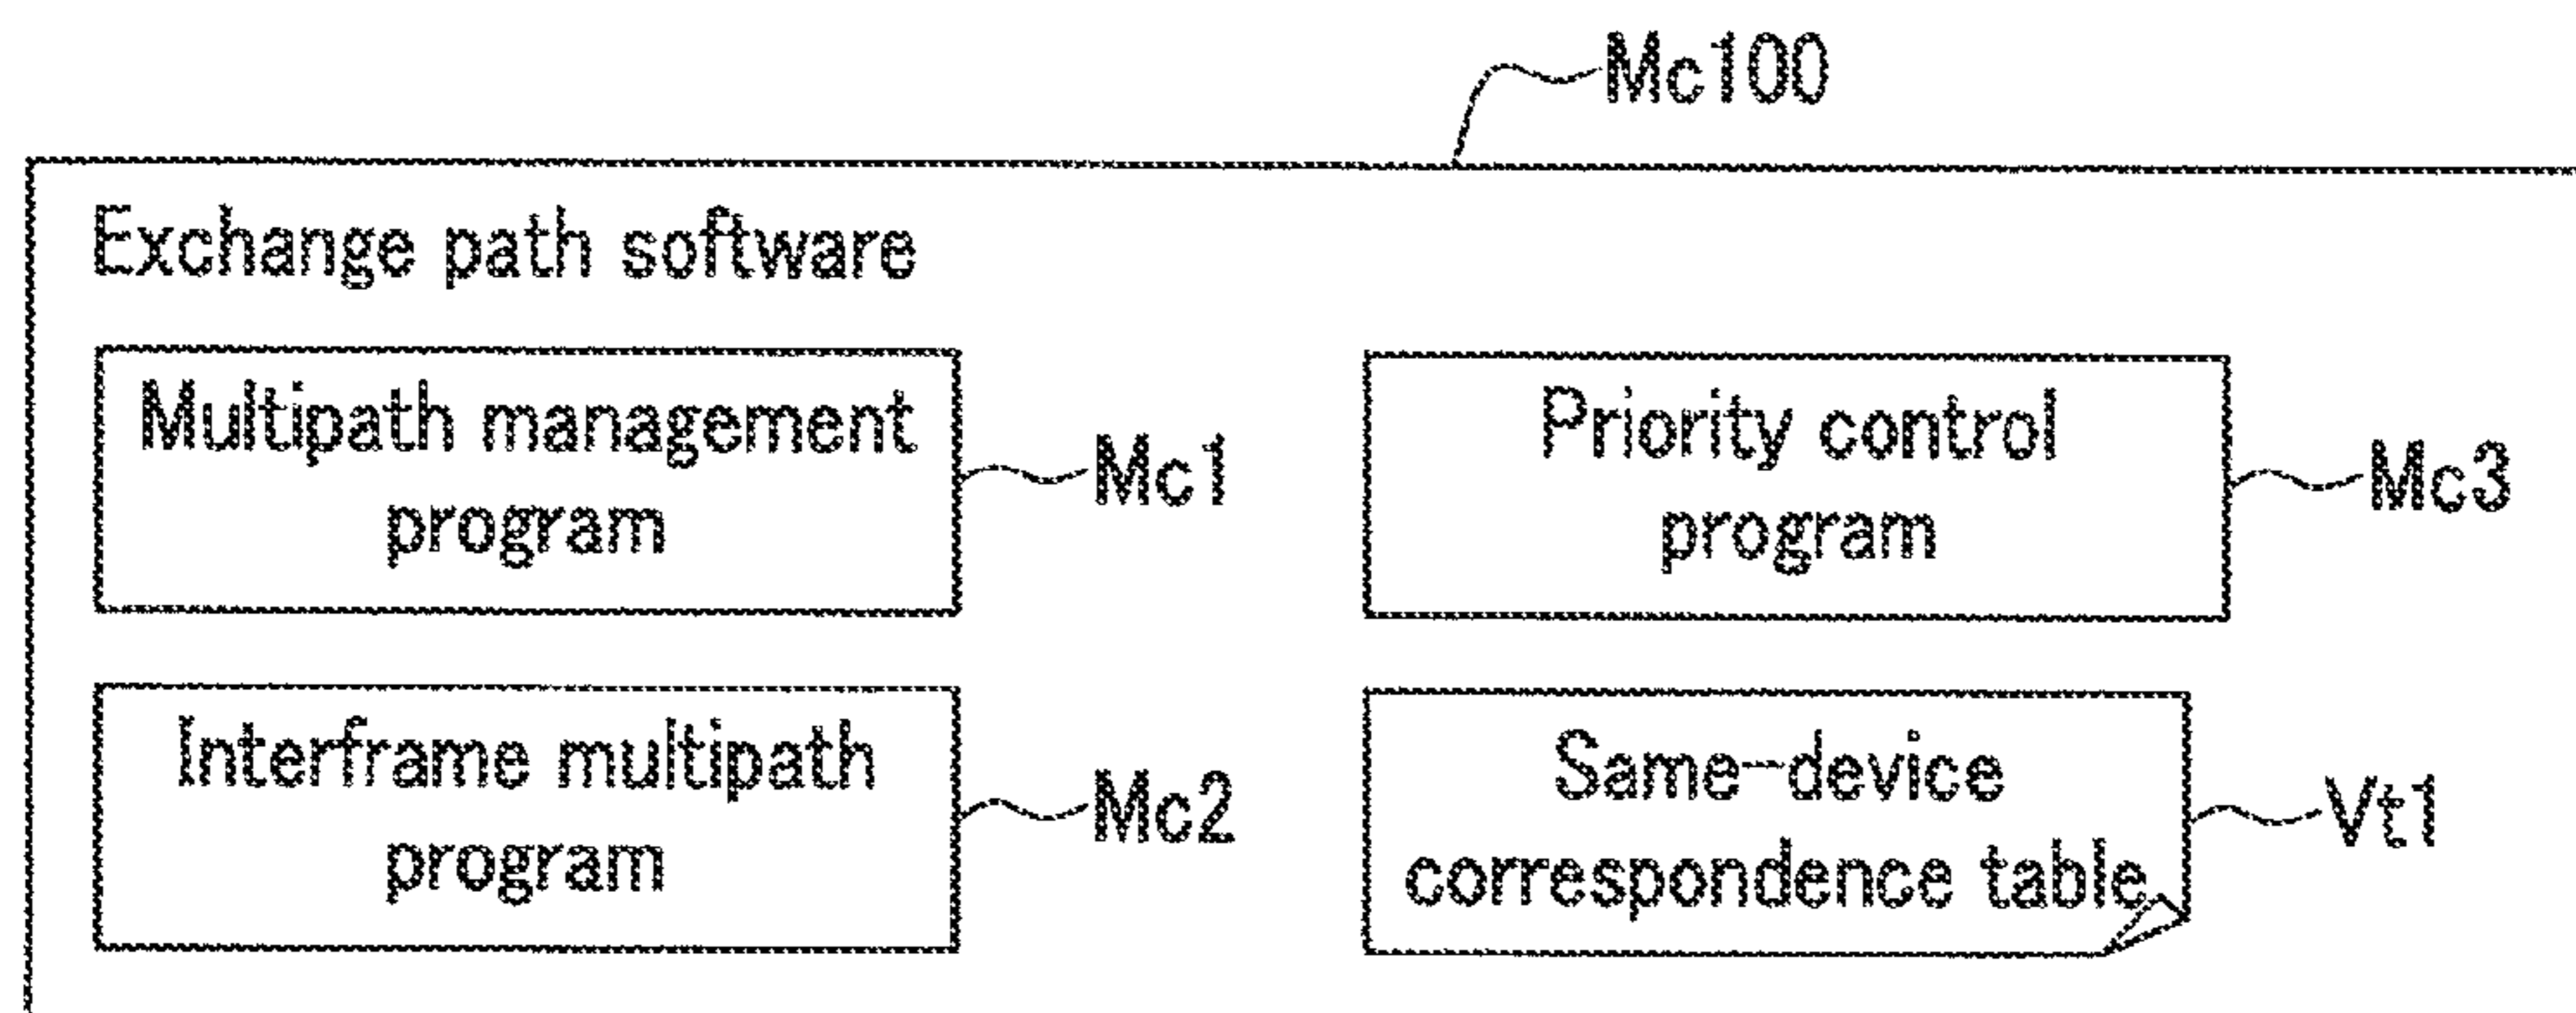 Mc100
Exchange path software
Multipath management
program
Mc1
Priority control
program
Mc3
Interframe multipath
program
Mc2
Same-device
correspondence table
Vt1